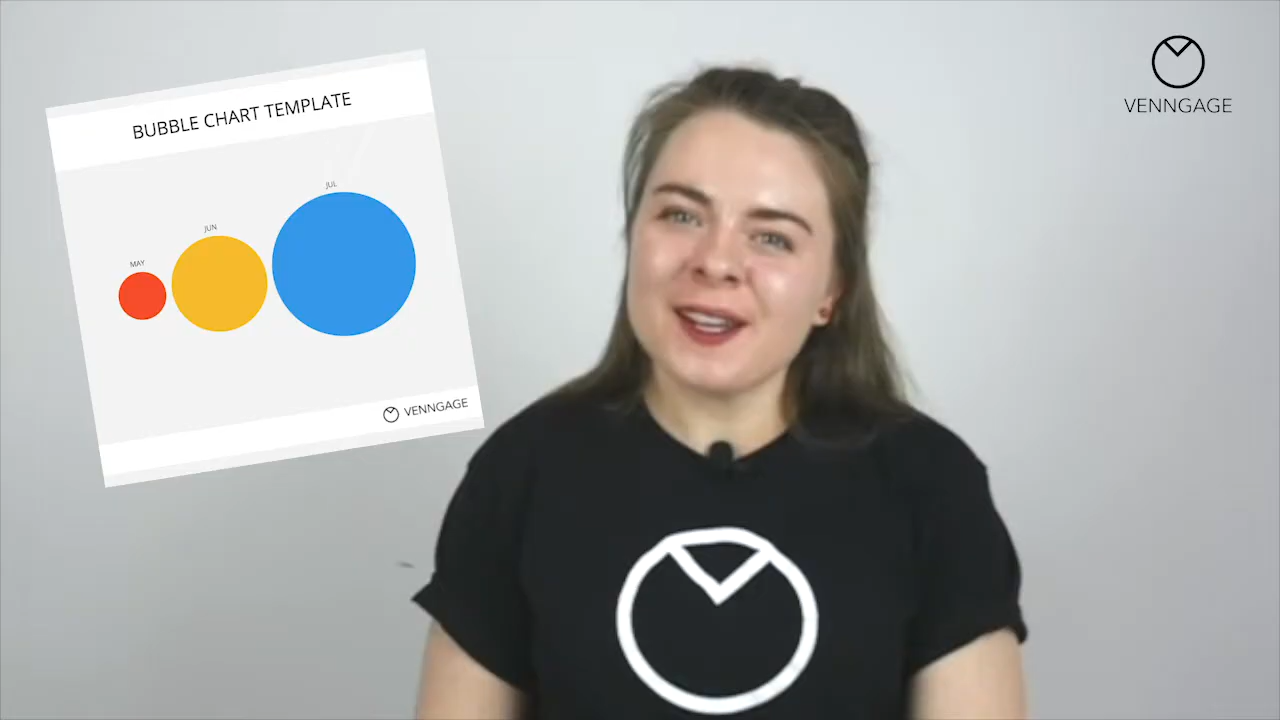 BUBBLE CHART TEMPLATE
JUL
JUN
MAY
VENNGAGE
VENNGAGE